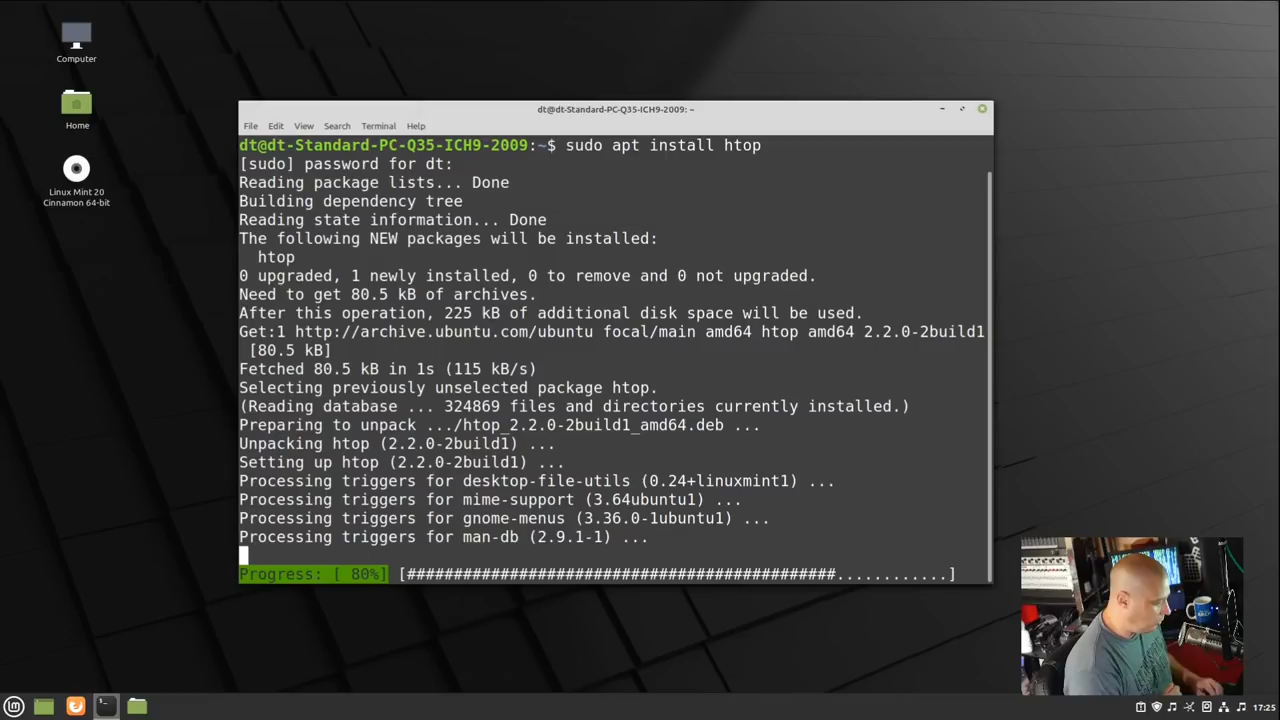 Computer
Home
Linux Mint 20
Cinnamon 64-bit
dt@dt-Standard-PC-Q35-ICH9-2009: ~
File Edit View Search Terminal Help
dt@dt-Standard-PC-Q35-ICH9-2009:~$ sudo apt install htop
[sudo] password for dt:
Reading package lists... Done
Building dependency tree
Reading state information... Done
The following NEW packages will be installed:
  htop
0 upgraded, 1 newly installed, 0 to remove and 0 not upgraded.
Need to get 80.5 kB of archives.
After this operation, 225 kB of additional disk space will be used.
Get:1 http://archive.ubuntu.com/ubuntu focal/main amd64 htop amd64 2.2.0-2build1
 [80.5 kB]
Fetched 80.5 kB in 1s (115 kB/s)
Selecting previously unselected package htop.
(Reading database ... 324869 files and directories currently installed.)
Preparing to unpack .../htop_2.2.0-2build1_amd64.deb ...
Unpacking htop (2.2.0-2build1) ...
Setting up htop (2.2.0-2build1) ...
Processing triggers for desktop-file-utils (0.24+linuxmint1) ...
Processing triggers for mime-support (3.64ubuntu1) ...
Processing triggers for gnome-menus (3.36.0-1ubuntu1) ...
Processing triggers for man-db (2.9.1-1) ...
Progress: [ 80%] [##############################################............]
17:25